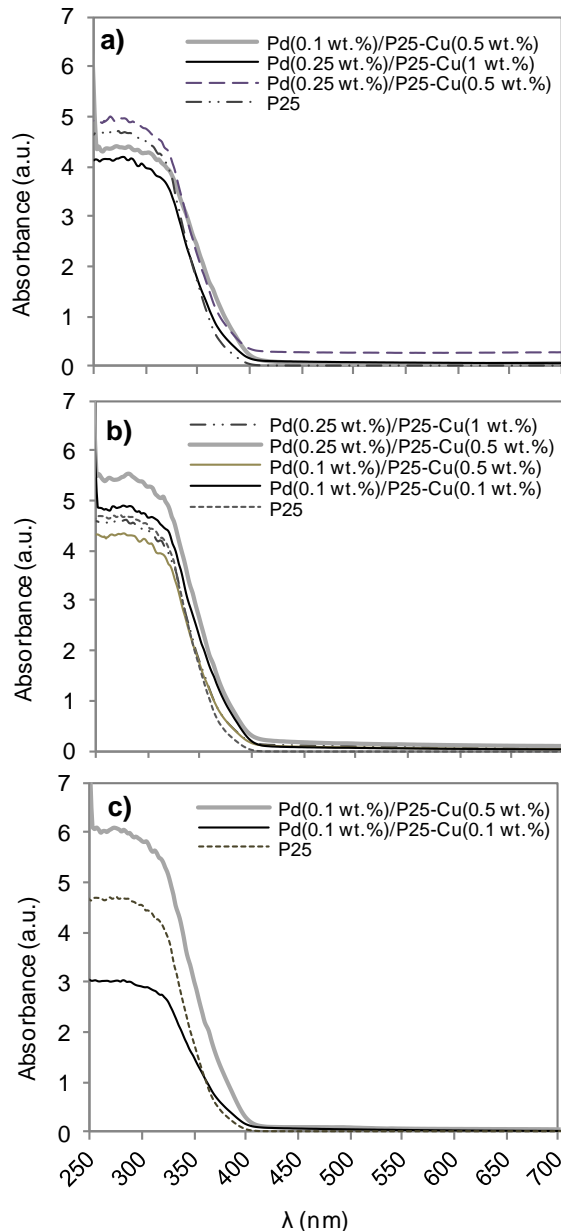 a)
Pd(0.1 wt.%)/P25-Cu(0.5 wt.%)
Pd(0.25 wt.%)/P25-Cu(1 wt.%)
Pd(0.25 wt.%)/P25-Cu(0.5 wt.%)
P25
7
6
5
4
3
2
1
0
Absorbance (a.u.)
b)
Pd(0.25 wt.%)/P25-Cu(1 wt.%)
Pd(0.25 wt.%)/P25-Cu(0.5 wt.%)
Pd(0.1 wt.%)/P25-Cu(0.5 wt.%)
Pd(0.1 wt.%)/P25-Cu(0.1 wt.%)
P25
7
6
5
4
3
2
1
0
Absorbance (a.u.)
c)
Pd(0.1 wt.%)/P25-Cu(0.5 wt.%)
Pd(0.1 wt.%)/P25-Cu(0.1 wt.%)
P25
7
6
5
4
3
2
1
0
Absorbance (a.u.)
250 300 350 400 450 500 550 600 650 700
λ (nm)